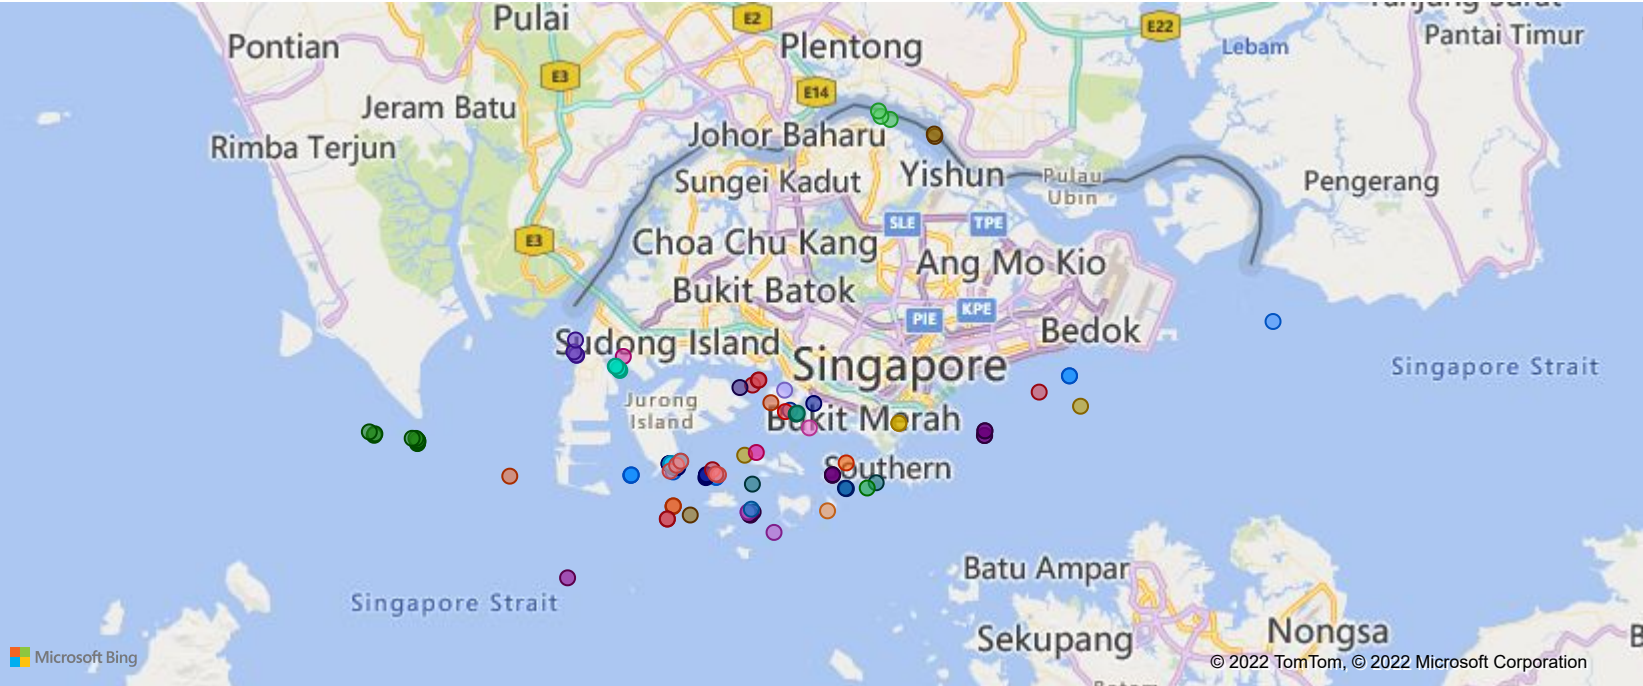 Pulai
E2
E22
Pontian
Plentong
Lebam
Pantai Timur
E3
E14
Jeram Batu
Johor Baharu
Rimba Terjun
Sungei Kadut
Yishun
Pulau
Ubin
Pengerang
SLE
TPE
E3
Choa Chu Kang
Ang Mo Kio
Bukit Batok
PIE
KPE
Bedok
Sudong Island
Singapore
Singapore Strait
Jurong
Island
Bukit Merah
Southern
Batu Ampar
Singapore Strait
Sekupang
Nongsa
Microsoft Bing
© 2022 TomTom, © 2022 Microsoft Corporation